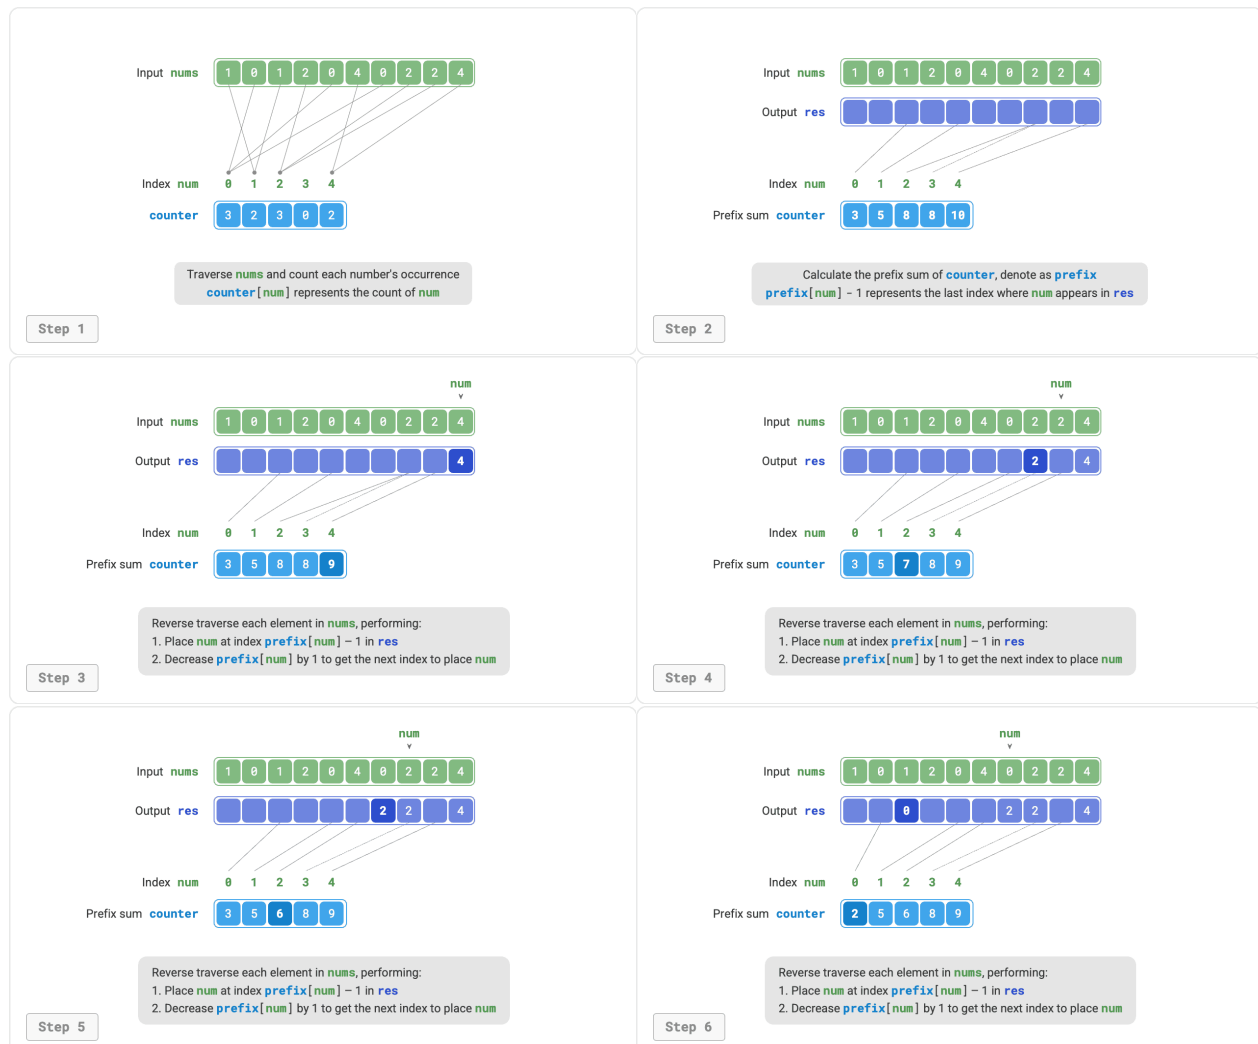 Input nums 1 0 1 2 0 4 0 2 2 4
Index num 0 1 2 3 4
counter 3 2 3 0 2
Traverse nums and count each number's occurrence
counter[num] represents the count of num
Step 1
Input nums 1 0 1 2 0 4 0 2 2 4
Output res
Index num 0 1 2 3 4
Prefix sum counter 3 5 8 8 10
Calculate the prefix sum of counter, denote as prefix
prefix[num] − 1 represents the last index where num appears in res
Step 2
num
Input nums 1 0 1 2 0 4 0 2 2 4
Output res 4
Index num 0 1 2 3 4
Prefix sum counter 3 5 8 8 9
Reverse traverse each element in nums, performing:
1. Place num at index prefix[num] – 1 in res
2. Decrease prefix[num] by 1 to get the next index to place num
Step 3
num
Input nums 1 0 1 2 0 4 0 2 2 4
Output res 2 4
Index num 0 1 2 3 4
Prefix sum counter 3 5 7 8 9
Reverse traverse each element in nums, performing:
1. Place num at index prefix[num] – 1 in res
2. Decrease prefix[num] by 1 to get the next index to place num
Step 4
num
Input nums 1 0 1 2 0 4 0 2 2 4
Output res 2 2 4
Index num 0 1 2 3 4
Prefix sum counter 3 5 6 8 9
Reverse traverse each element in nums, performing:
1. Place num at index prefix[num] – 1 in res
2. Decrease prefix[num] by 1 to get the next index to place num
Step 5
num
Input nums 1 0 1 2 0 4 0 2 2 4
Output res 0 2 2 4
Index num 0 1 2 3 4
Prefix sum counter 2 5 6 8 9
Reverse traverse each element in nums, performing:
1. Place num at index prefix[num] – 1 in res
2. Decrease prefix[num] by 1 to get the next index to place num
Step 6